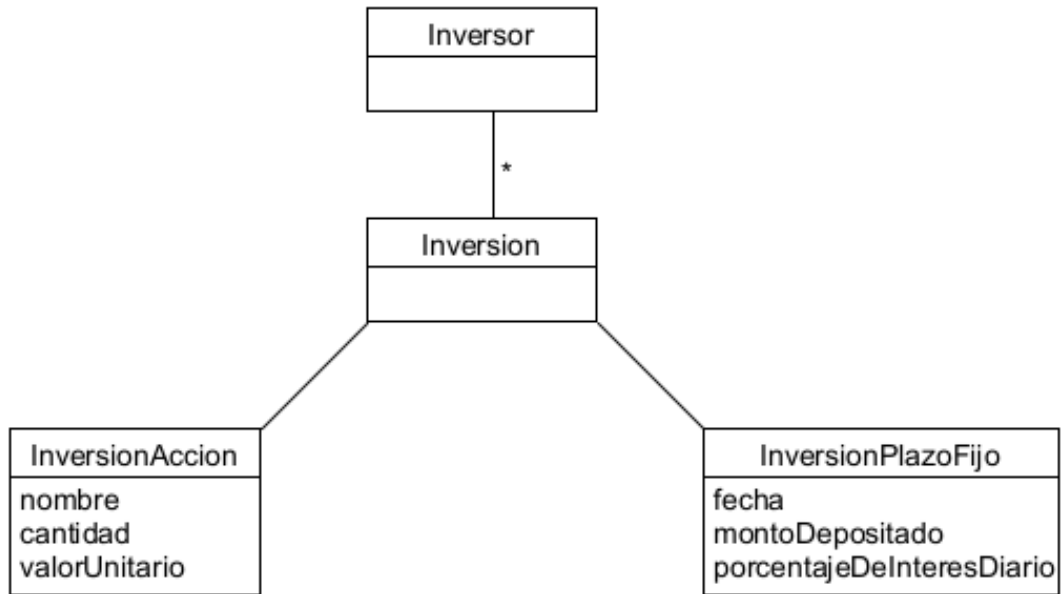 Inversor
*
Inversion
InversionAccion
nombre
cantidad
valorUnitario
InversionPlazoFijo
fecha
montoDepositado
porcentajeDeInteresDiario